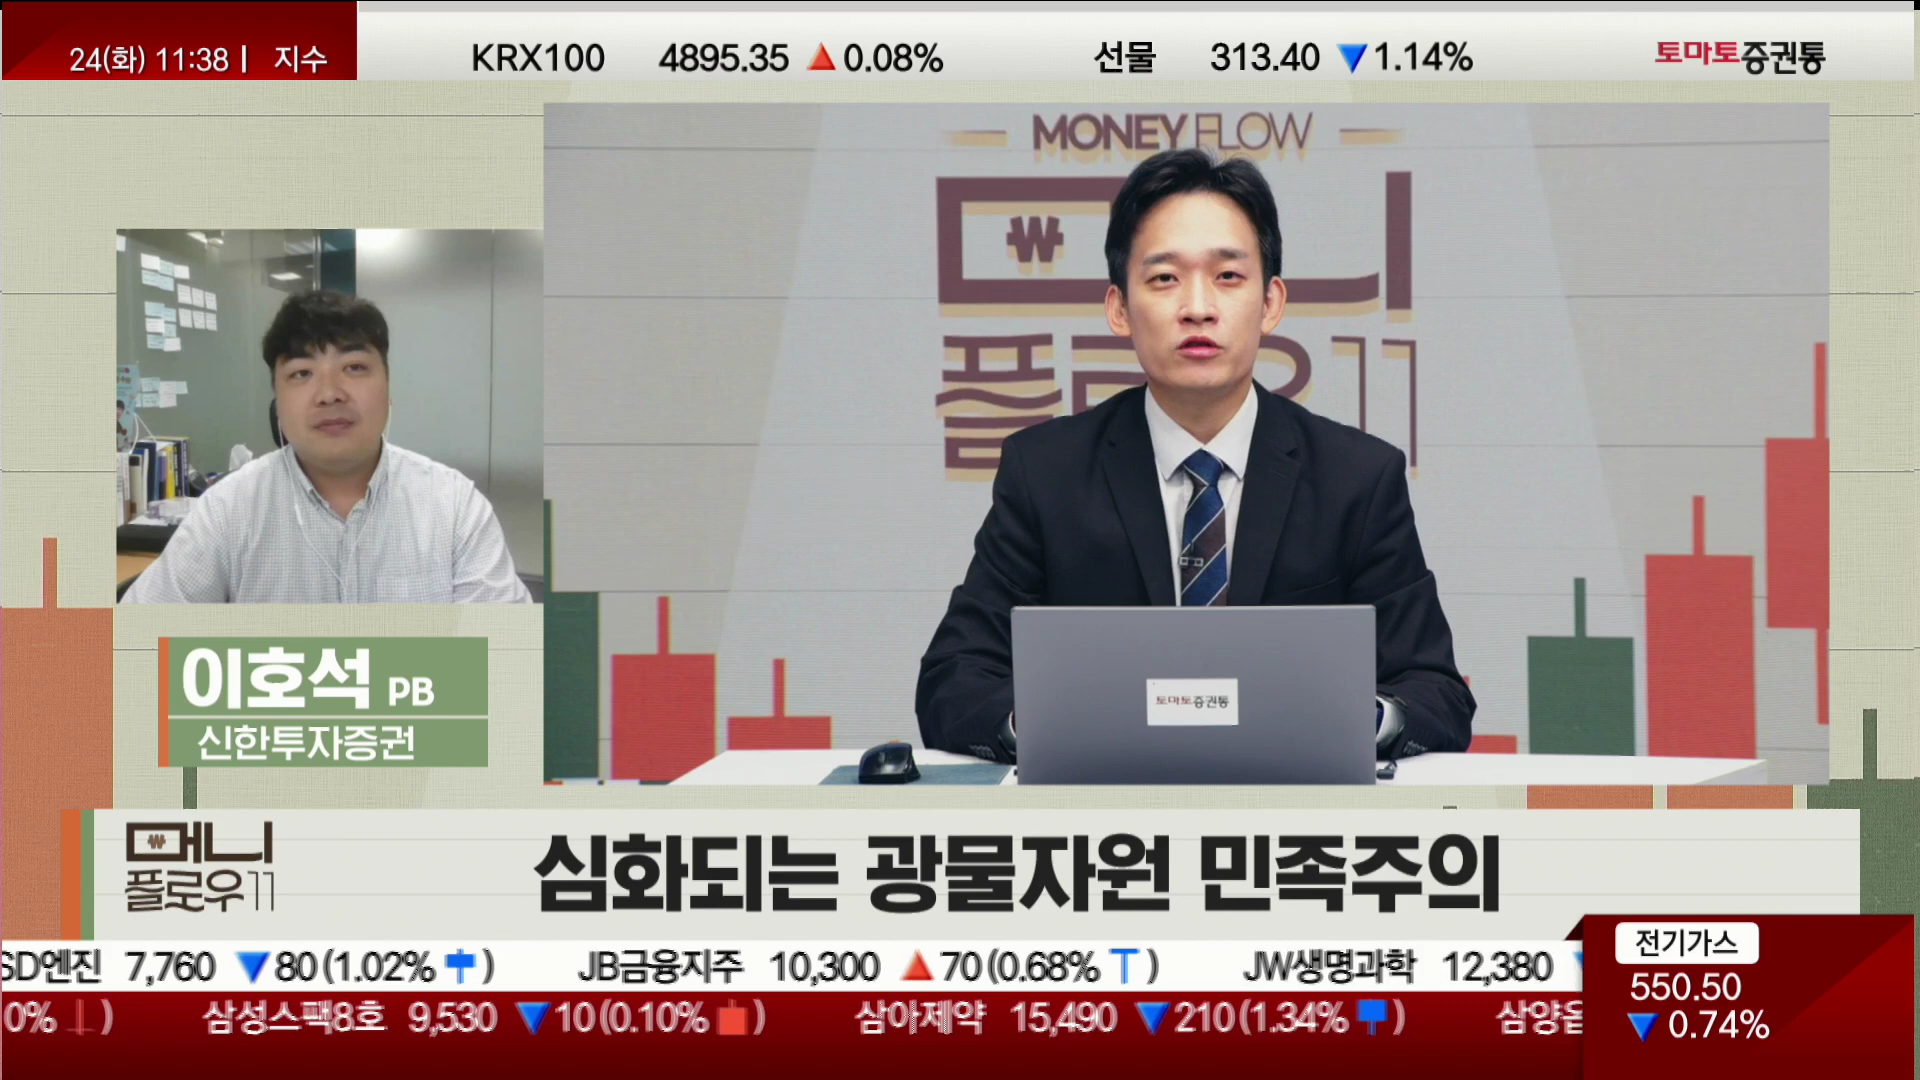 24(화) 11:38 | 지수
KRX100 4895.35 ▲ 0.08% 선물 313.40 ▼ 1.14%
토마토증권통
MONEY FLOW
머니
플로우11
토마토증권통
이호석 PB
신한투자증권
머니
플로우11
심화되는 광물자원 민족주의
SD엔진 7,760 ▼80(1.02% ) JB금융지주 10,300 ▲70(0.68% ) JW생명과학 12,380
0% ) 삼성스팩8호 9,530 ▼10(0.10% ) 삼아제약 15,490 ▼210(1.34% ) 삼양
전기가스
550.50
▼ 0.74%